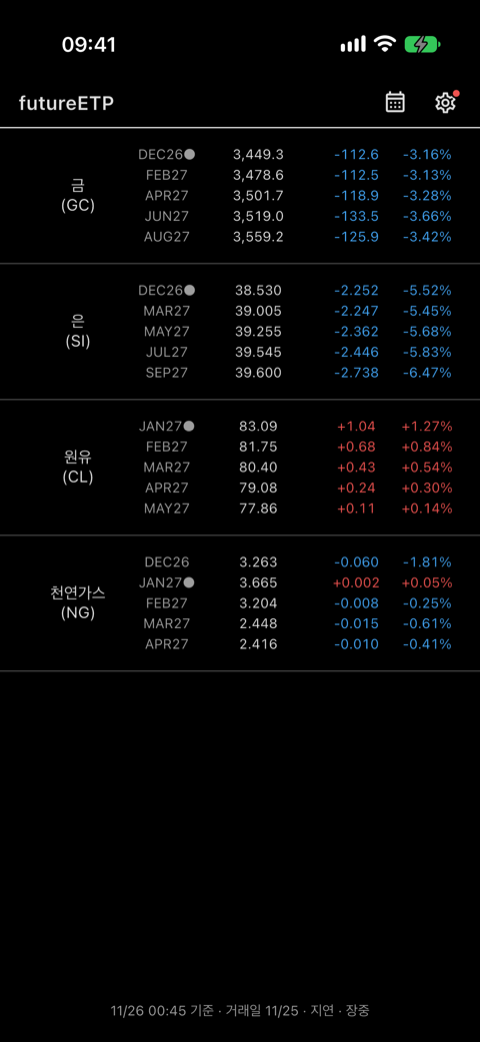 09:41
futureETP
금
(GC)
DEC26 3,449.3 -112.6 -3.16%
FEB27 3,478.6 -112.5 -3.13%
APR27 3,501.7 -118.9 -3.28%
JUN27 3,519.0 -133.5 -3.66%
AUG27 3,559.2 -125.9 -3.42%
은
(SI)
DEC26 38.530 -2.252 -5.52%
MAR27 39.005 -2.247 -5.45%
MAY27 39.255 -2.362 -5.68%
JUL27 39.545 -2.446 -5.83%
SEP27 39.600 -2.738 -6.47%
원유
(CL)
JAN27 83.09 +1.04 +1.27%
FEB27 81.75 +0.68 +0.84%
MAR27 80.40 +0.43 +0.54%
APR27 79.08 +0.24 +0.30%
MAY27 77.86 +0.11 +0.14%
천연가스
(NG)
DEC26 3.263 -0.060 -1.81%
JAN27 3.665 +0.002 +0.05%
FEB27 3.204 -0.008 -0.25%
MAR27 2.448 -0.015 -0.61%
APR27 2.416 -0.010 -0.41%
11/26 00:45 기준 · 거래일 11/25 · 지연 · 장중